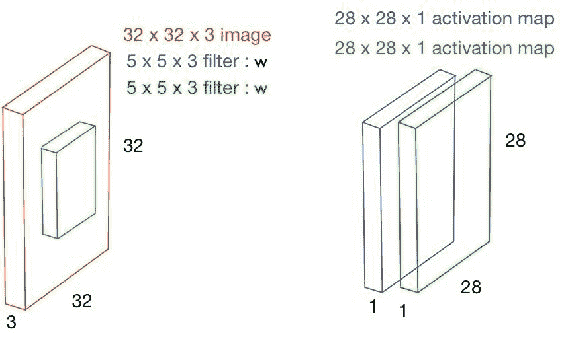 32 x 32 x 3 image
5 x 5 x 3 filter : w
5 x 5 x 3 filter : w
32
32
3
28 x 28 x 1 activation map
28 x 28 x 1 activation map
28
28
1
1